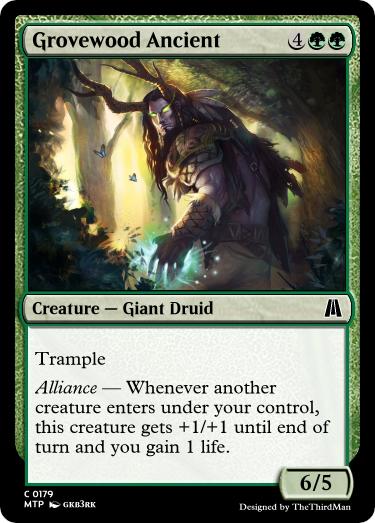 Grovewood Ancient 4
Creature — Giant Druid
Trample
Alliance — Whenever another
creature enters under your control,
this creature gets +1/+1 until end of
turn and you gain 1 life.
6/5
C 0179
MTP GKB3RK
Designed by TheThirdMan